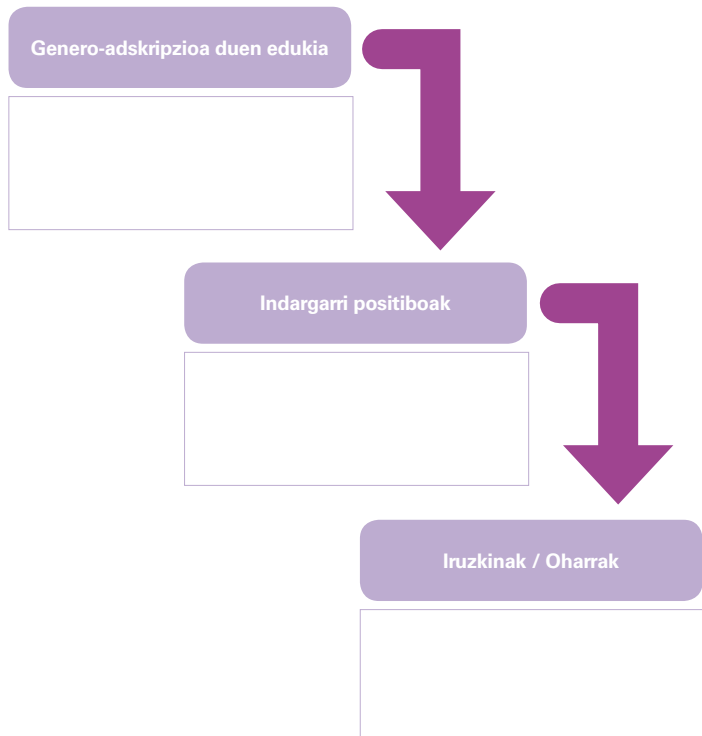 Genero-adskripzioa duen edukia
Indargarri positiboak
Iruzkinak / Oharrak